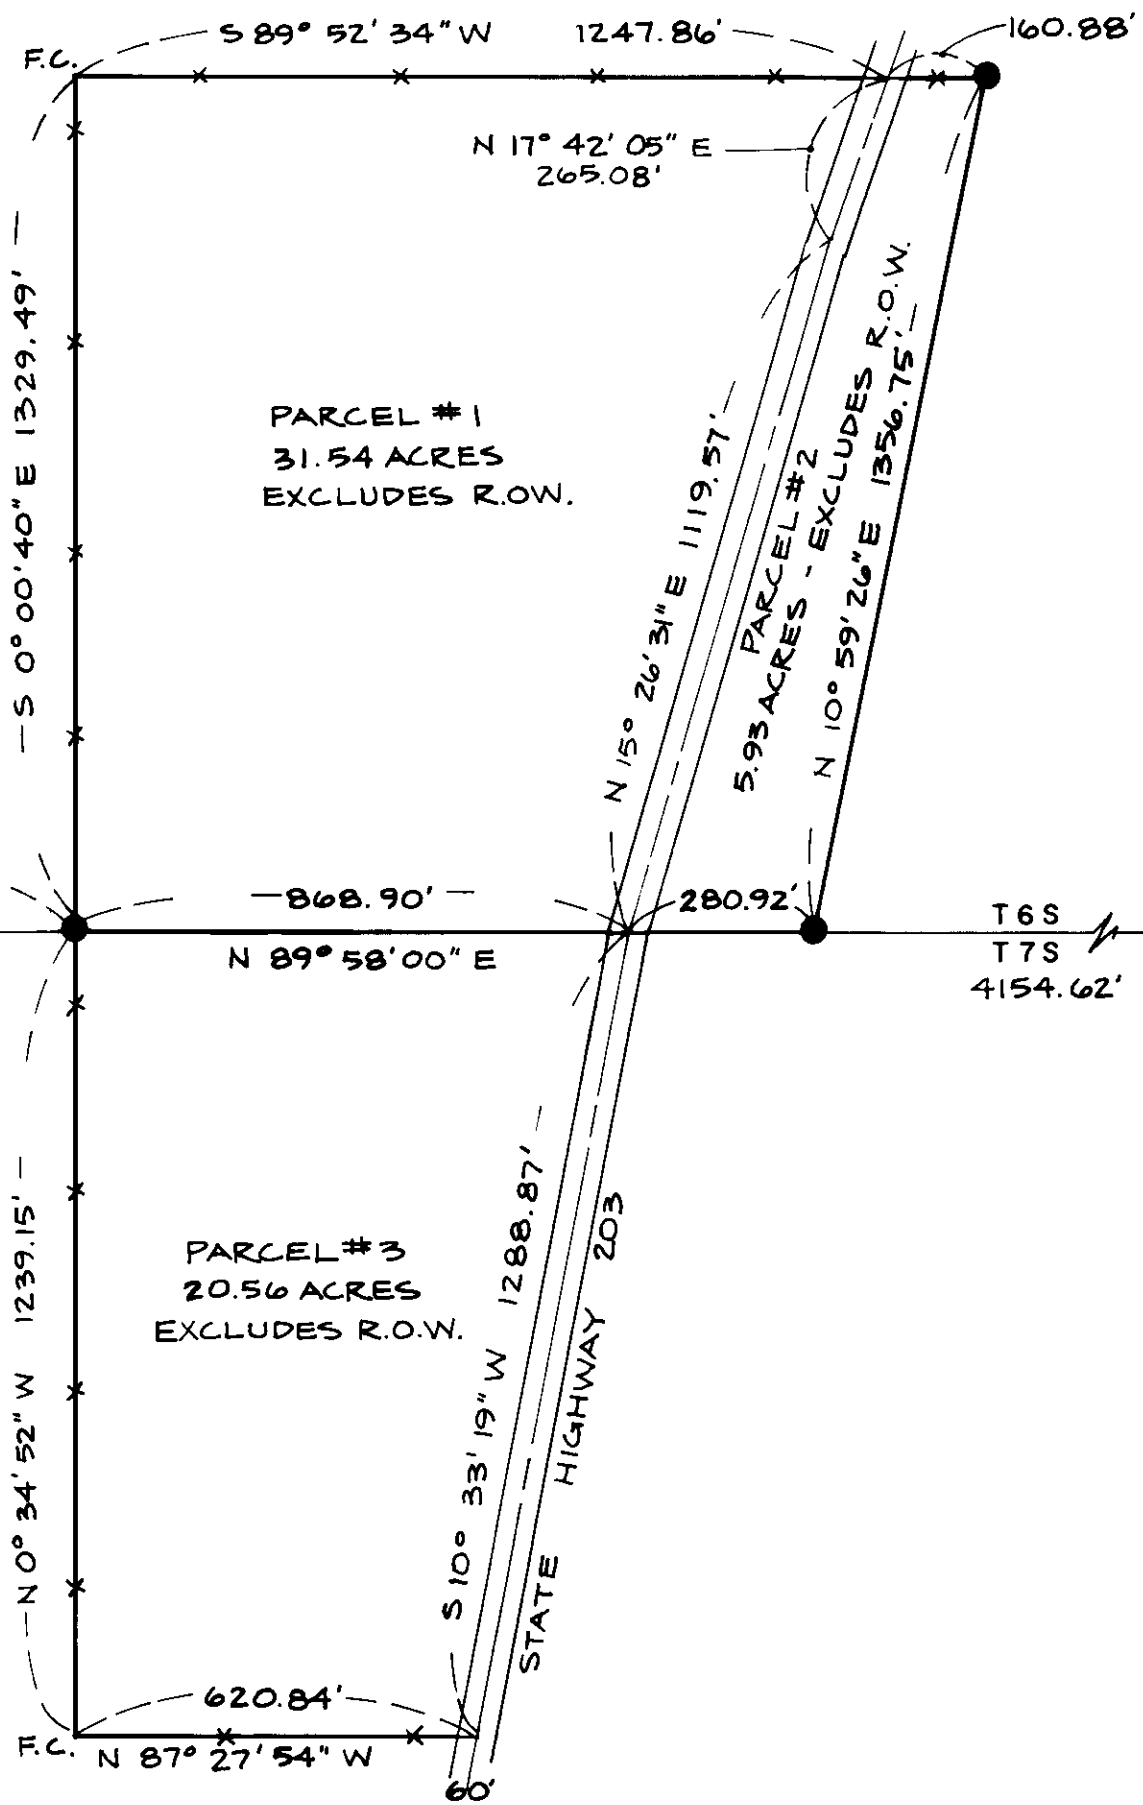 S 89° 52' 34" W 1247.86' 160.88'
F.C.
N 17° 42' 05" E
265.08'
S 0° 00' 40" E 1329.49'
PARCEL #1
31.54 ACRES
EXCLUDES R.OW.
N 15° 26' 31" E 1119.57'
PARCEL #2
5.93 ACRES - EXCLUDES R.O.W.
N 10° 59' 26" E 1356.75'
868.90' 280.92'
N 89° 58' 00" E
T6S
T7S
4154.62'
N 0° 34' 52" W 1239.15'
PARCEL #3
20.56 ACRES
EXCLUDES R.O.W.
S 10° 33' 19" W 1288.87'
STATE HIGHWAY 203
620.84'
F.C.
N 87° 27' 54" W
60'